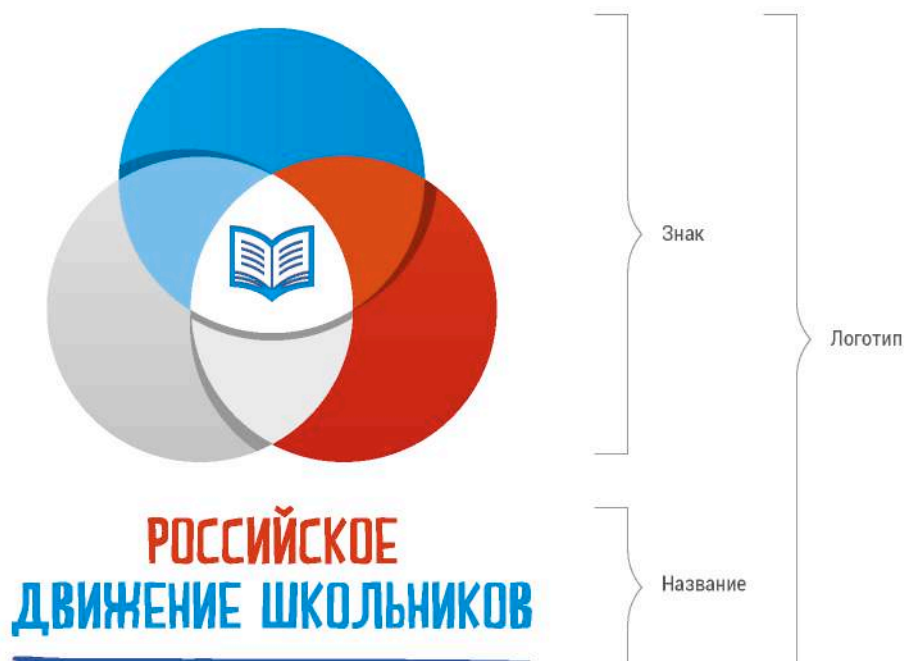 Знак
Логотип
РОССИЙСКОЕ
ДВИЖЕНИЕ ШКОЛЬНИКОВ
Название